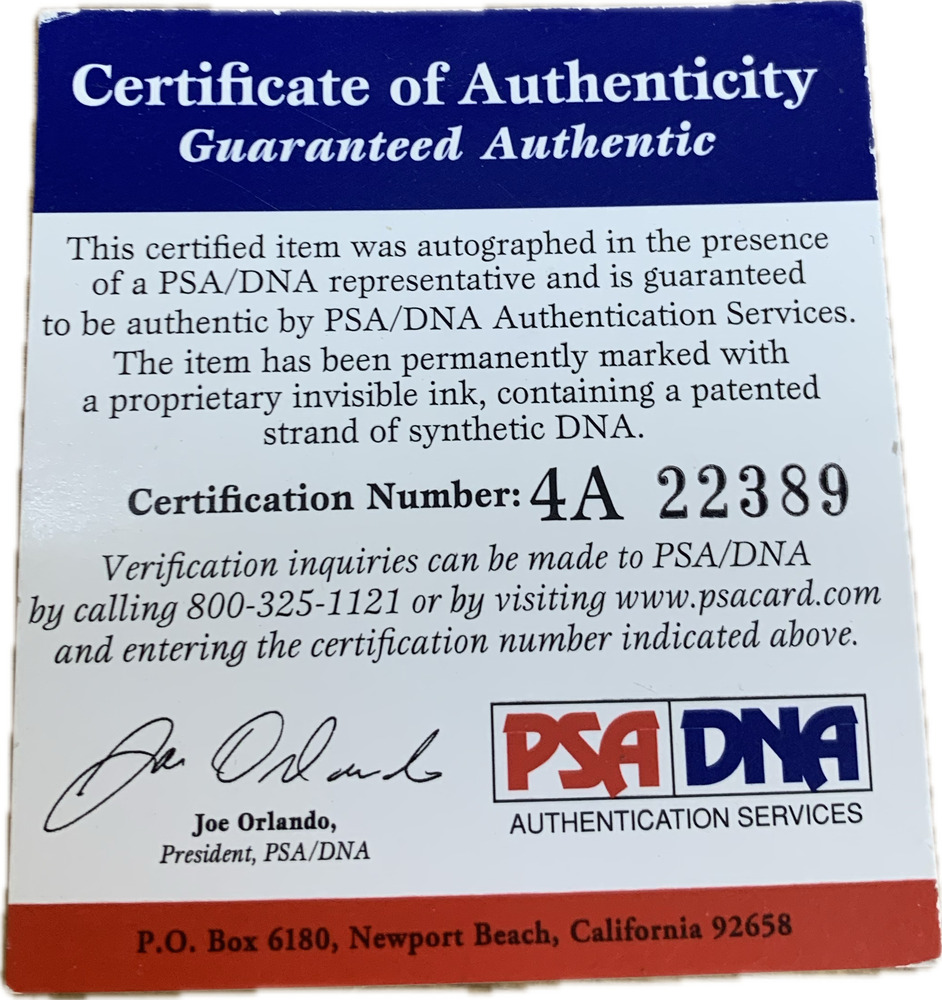 Certificate of Authenticity
Guaranteed Authentic
This certified item was autographed in the presence
of a PSA/DNA representative and is guaranteed
to be authentic by PSA/DNA Authentication Services.
The item has been permanently marked with
a proprietary invisible ink, containing a patented
strand of synthetic DNA.
Certification Number: 4A 22389
Verification inquiries can be made to PSA/DNA
by calling 800-325-1121 or by visiting www.psacard.com
and entering the certification number indicated above.
Joe Orlando
PSA DNA
AUTHENTICATION SERVICES
Joe Orlando,
President, PSA/DNA
P.O. Box 6180, Newport Beach, California 92658